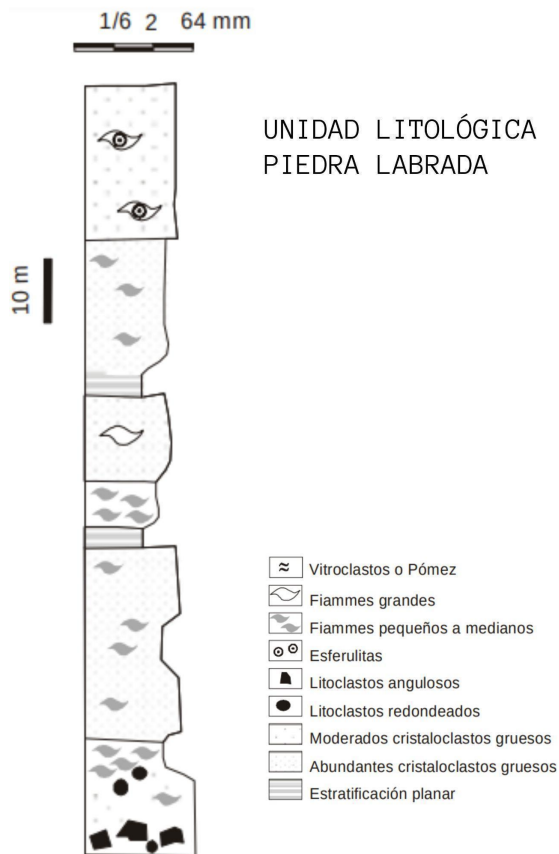 1/6 2 64 mm
UNIDAD LITOLÓGICA
PIEDRA LABRADA
10 m
Vitroclastos o Pómez
Fiammes grandes
Fiammes pequeños a medianos
Esferulitas
Litoclastos angulosos
Litoclastos redondeados
Moderados cristaloclastos gruesos
Abundantes cristaloclastos gruesos
Estratificación planar